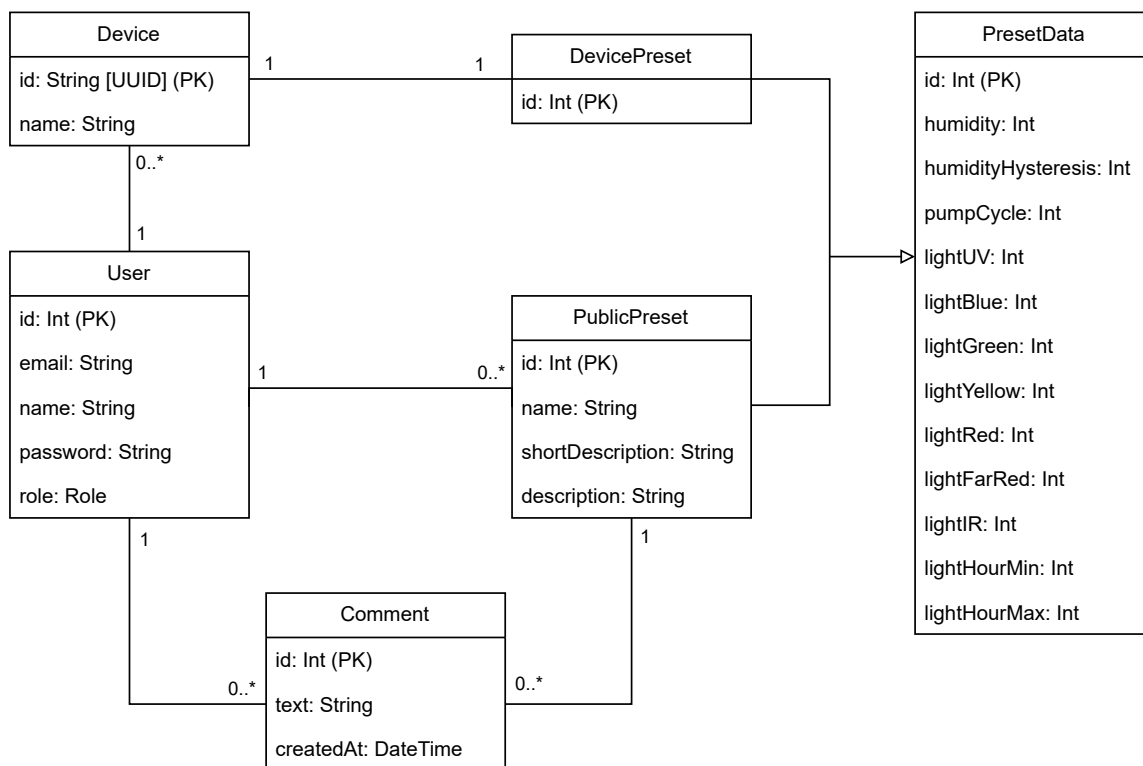 Device
id: String [UUID] (PK)
name: String
1
1
DevicePreset
id: Int (PK)
PresetData
id: Int (PK)
humidity: Int
humidityHysteresis: Int
pumpCycle: Int
lightUV: Int
lightBlue: Int
lightGreen: Int
lightYellow: Int
lightRed: Int
lightFarRed: Int
lightIR: Int
lightHourMin: Int
lightHourMax: Int
0..*
1
User
id: Int (PK)
email: String
name: String
password: String
role: Role
1
0..*
PublicPreset
id: Int (PK)
name: String
shortDescription: String
description: String
1
1
Comment
id: Int (PK)
text: String
createdAt: DateTime
0..*
0..*